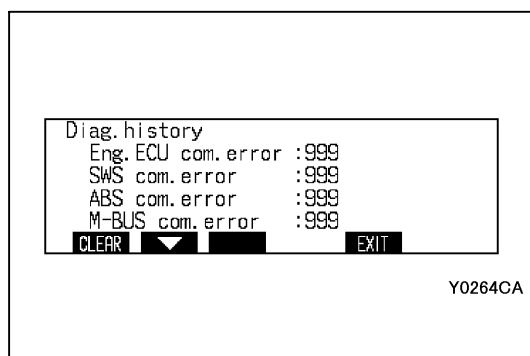 Diag.history
Eng.ECU com.error :999
SWS com.error :999
ABS com.error :999
M-BUS com.error :999
CLEAR EXIT
Y0264CA